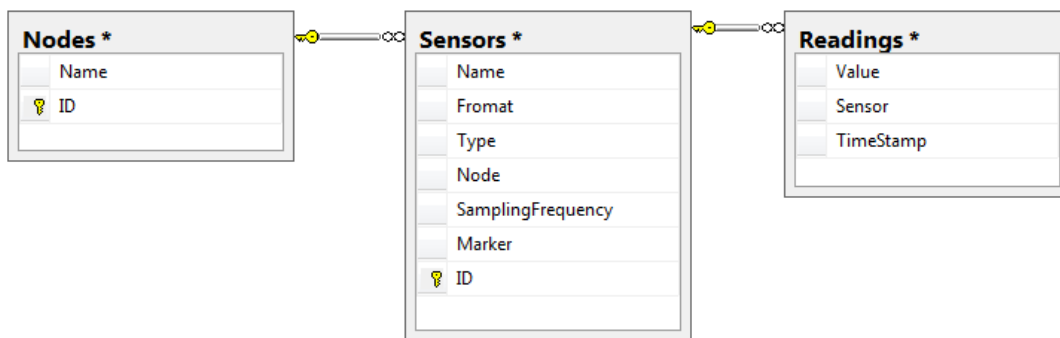 Nodes *
Name
ID
Sensors *
Name
Fromat
Type
Node
SamplingFrequency
Marker
ID
Readings *
Value
Sensor
TimeStamp